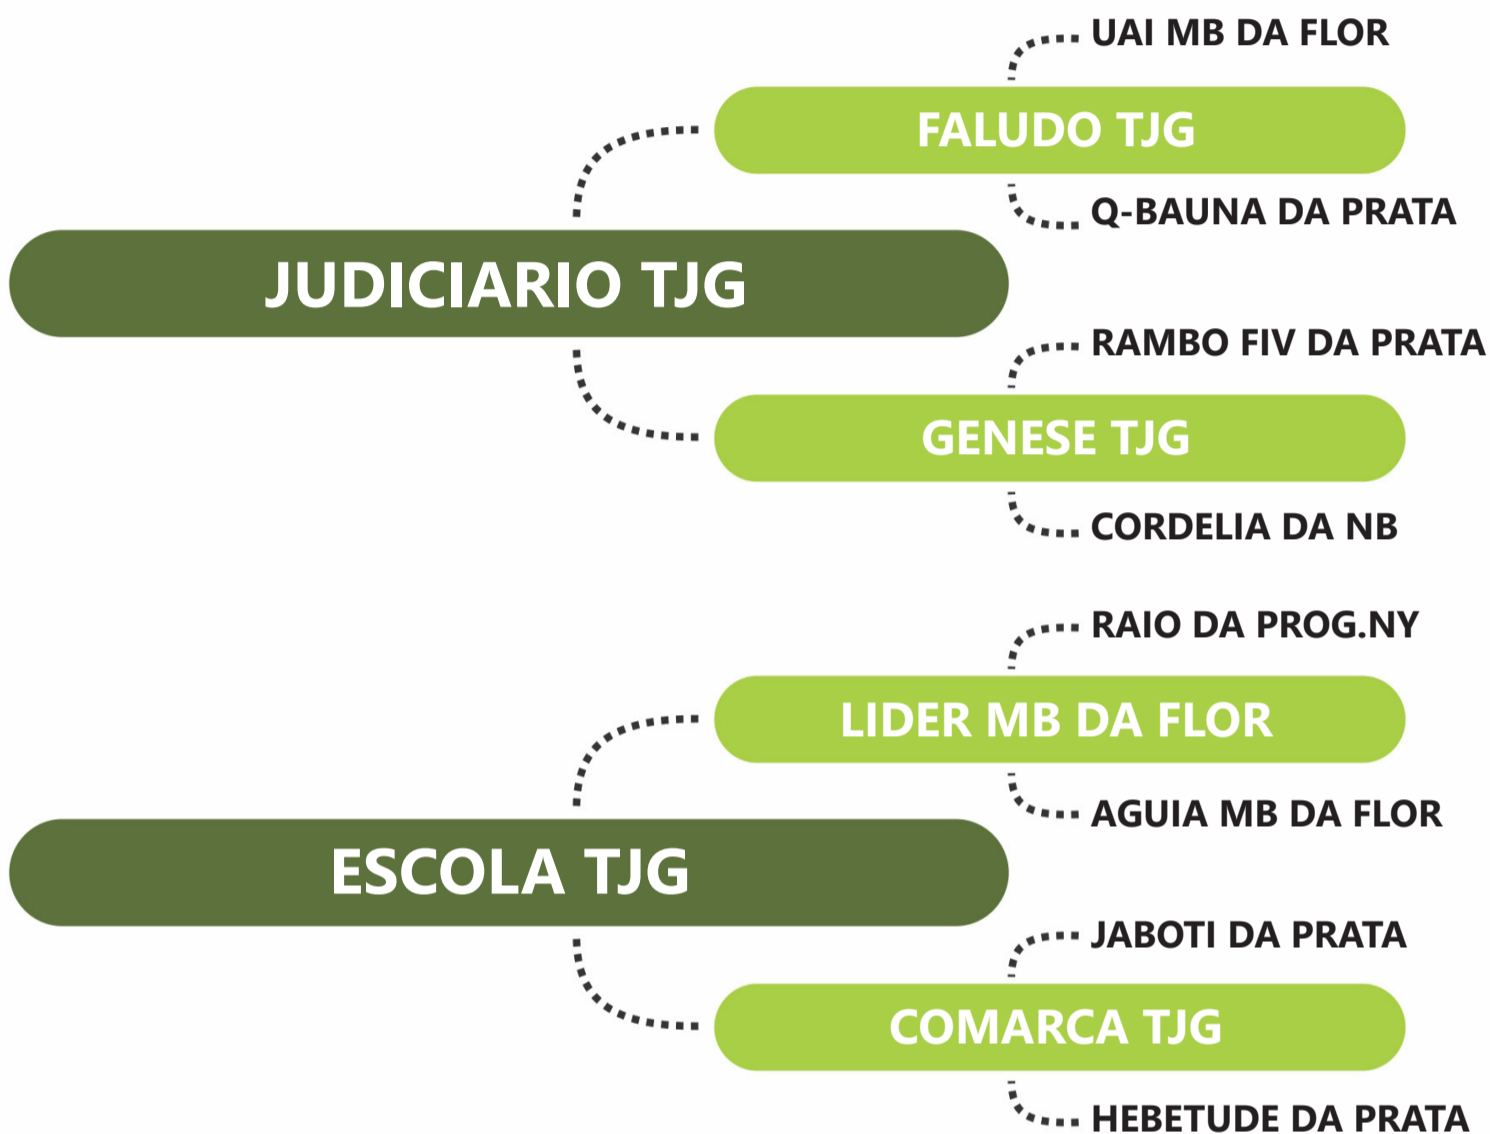 UAI MB DA FLOR
FALUDO TJG
Q-BAUNA DA PRATA
JUDICIARIO TJG
RAMBO FIV DA PRATA
GENESE TJG
CORDELIA DA NB
RAIO DA PROG.NY
LIDER MB DA FLOR
AGUIA MB DA FLOR
ESCOLA TJG
JABOTI DA PRATA
COMARCA TJG
HEBETUDE DA PRATA